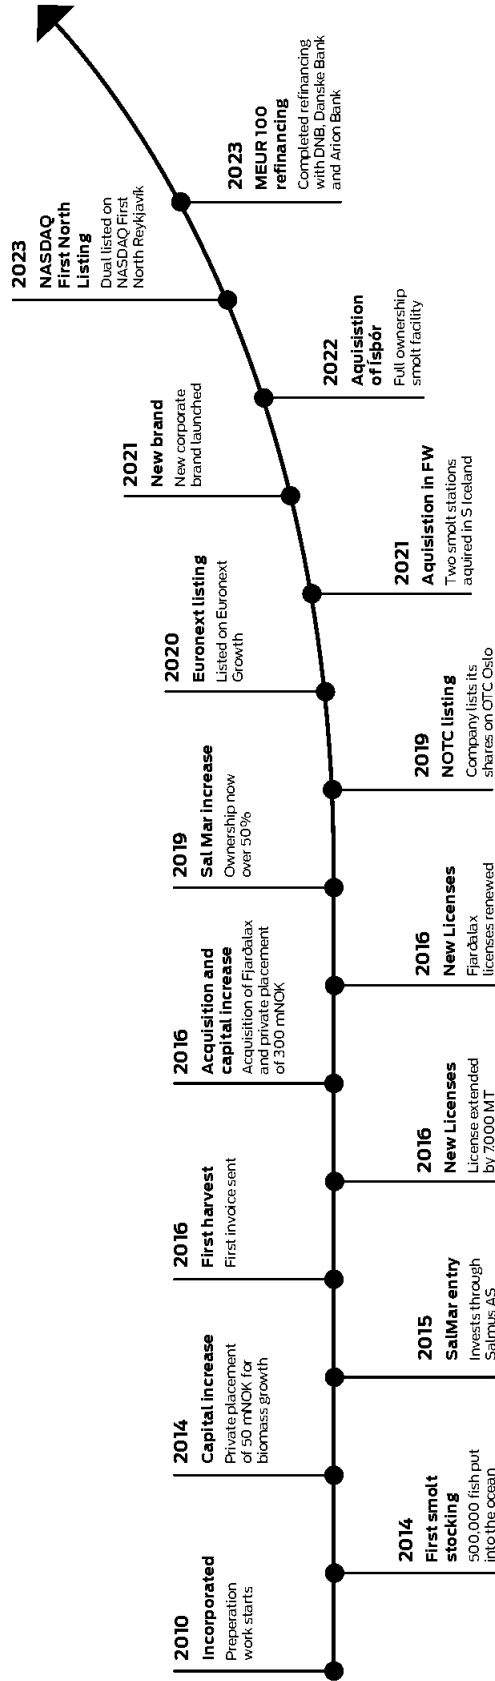 2010
Incorporated
Preperation
work starts
2014
First smolt
stocking
500,000 fish put
into the ocean
2014
Capital increase
Private placement
of 50 mNOK for
biomass growth
2015
SalMar entry
Invests through
Salmus AS
2016
First harvest
First invoice sent
2016
New Licenses
License extended
by 7.000 MT
2016
Acquisition and
capital increase
Acquisition of Fjarðalax
and private placement
of 300 mNOK
2016
New Licenses
Fjarðalax
licenses renewed
2019
Sal Mar increase
Ownership now
over 50%
2019
NOTC listing
Company lists its
shares on OTC Oslo
2020
Euronext listing
Listed on Euronext
Growth
2021
Aquisistion in FW
Two smolt stations
aquired in S Iceland
2021
New brand
New corporate
brand launched
2022
Aquisistion
of Ísþór
Full ownership
smolt facility
2023
NASDAQ
First North
Listing
Dual listed on
NASDAQ First
North Reykjavík
2023
MEUR 100
refinancing
Completed refinancing
with DNB, Danske Bank
and Arion Bank